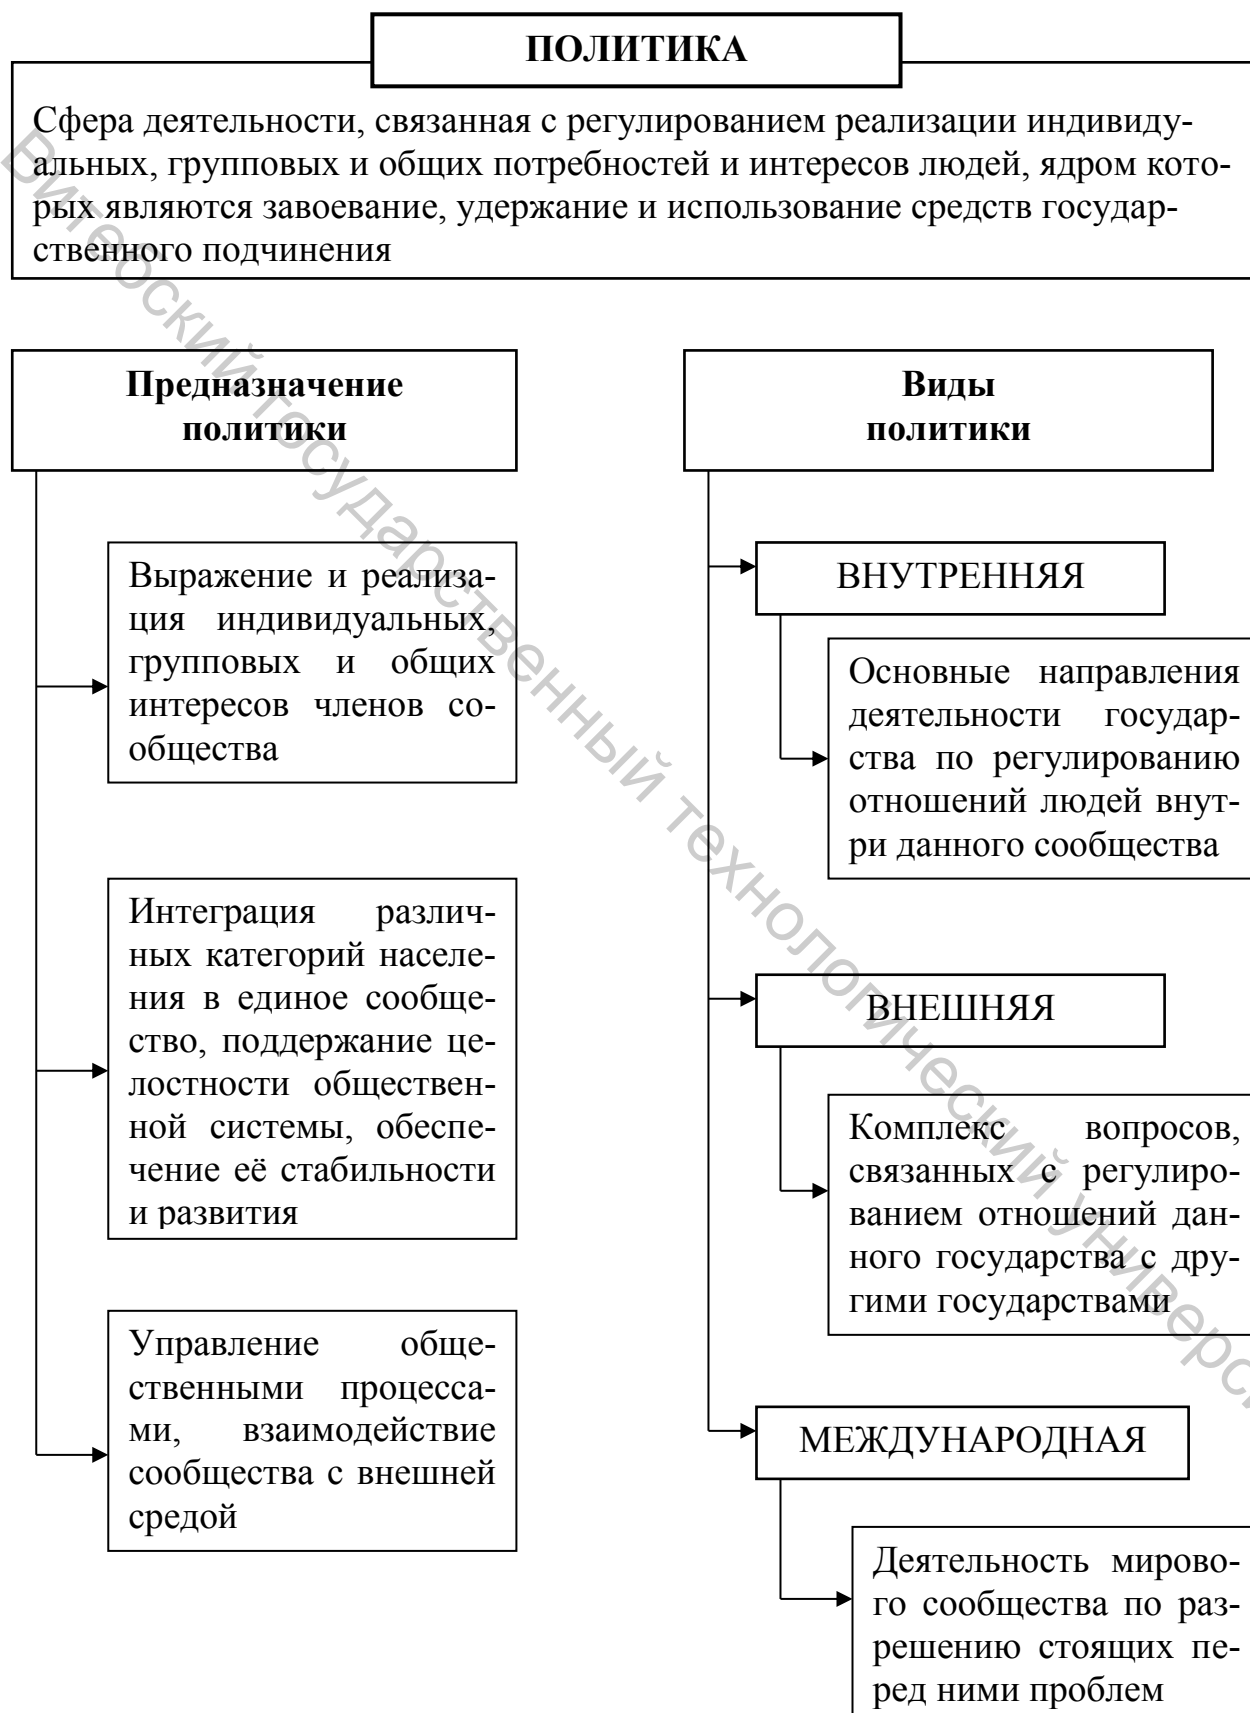 ПОЛИТИКА
Сфера деятельности, связанная с регулированием реализации индивиду-
альных, групповых и общих потребностей и интересов людей, ядром кото-
рых являются завоевание, удержание и использование средств государ-
ственного подчинения
Предназначение
политики
Выражение и реализа-
ция индивидуальных,
групповых и общих
интересов членов со-
общества
Интеграция различ-
ных категорий населе-
ния в единое сообще-
ство, поддержание це-
лостности обществен-
ной системы, обеспе-
чение её стабильности
и развития
Управление обще-
ственными процесса-
ми, взаимодействие
сообщества с внешней
средой
Виды
политики
ВНУТРЕННЯЯ
Основные направления
деятельности государ-
ства по регулированию
отношений людей внут-
ри данного сообщества
ВНЕШНЯЯ
Комплекс вопросов,
связанных с регулиро-
ванием отношений дан-
ного государства с дру-
гими государствами
МЕЖДУНАРОДНАЯ
Деятельность мирово-
го сообщества по раз-
решению стоящих пе-
ред ними проблем
Витебский государственный технологический